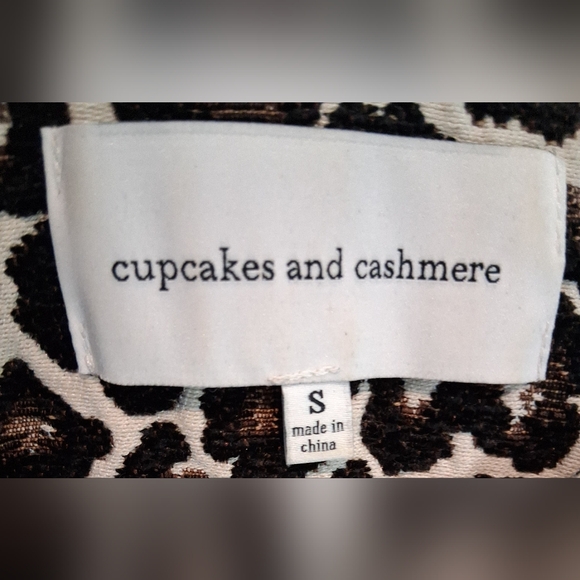 cupcakes and cashmere
S
made in
china